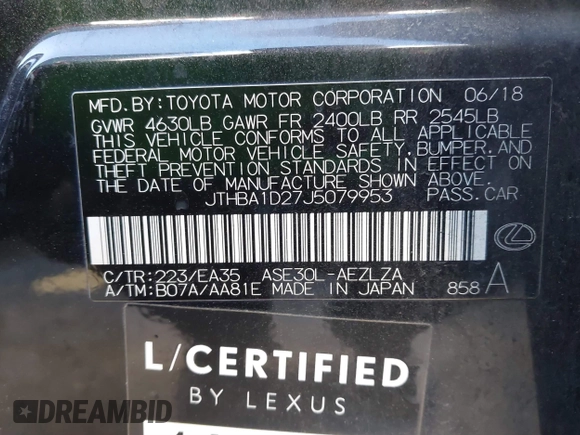 MFD.BY:TOYOTA MOTOR CORPORATION 06/18
GVWR 4630LB GAWR FR 2400LB RR 2545LB
THIS VEHICLE CONFORMS TO ALL APPLICABLE
FEDERAL MOTOR VEHICLE SAFETY,BUMPER,AND
THEFT PREVENTION STANDARDS IN EFFECT ON
THE DATE OF MANUFACTURE SHOWN ABOVE.
JTHBA1D27J5079953 PASS.CAR
C/TR:223/EA35 ASE30L-AEZLZA
A/TM:B07A/AA81E MADE IN JAPAN 858 A
L/CERTIFIED
BY LEXUS
DREAMBID